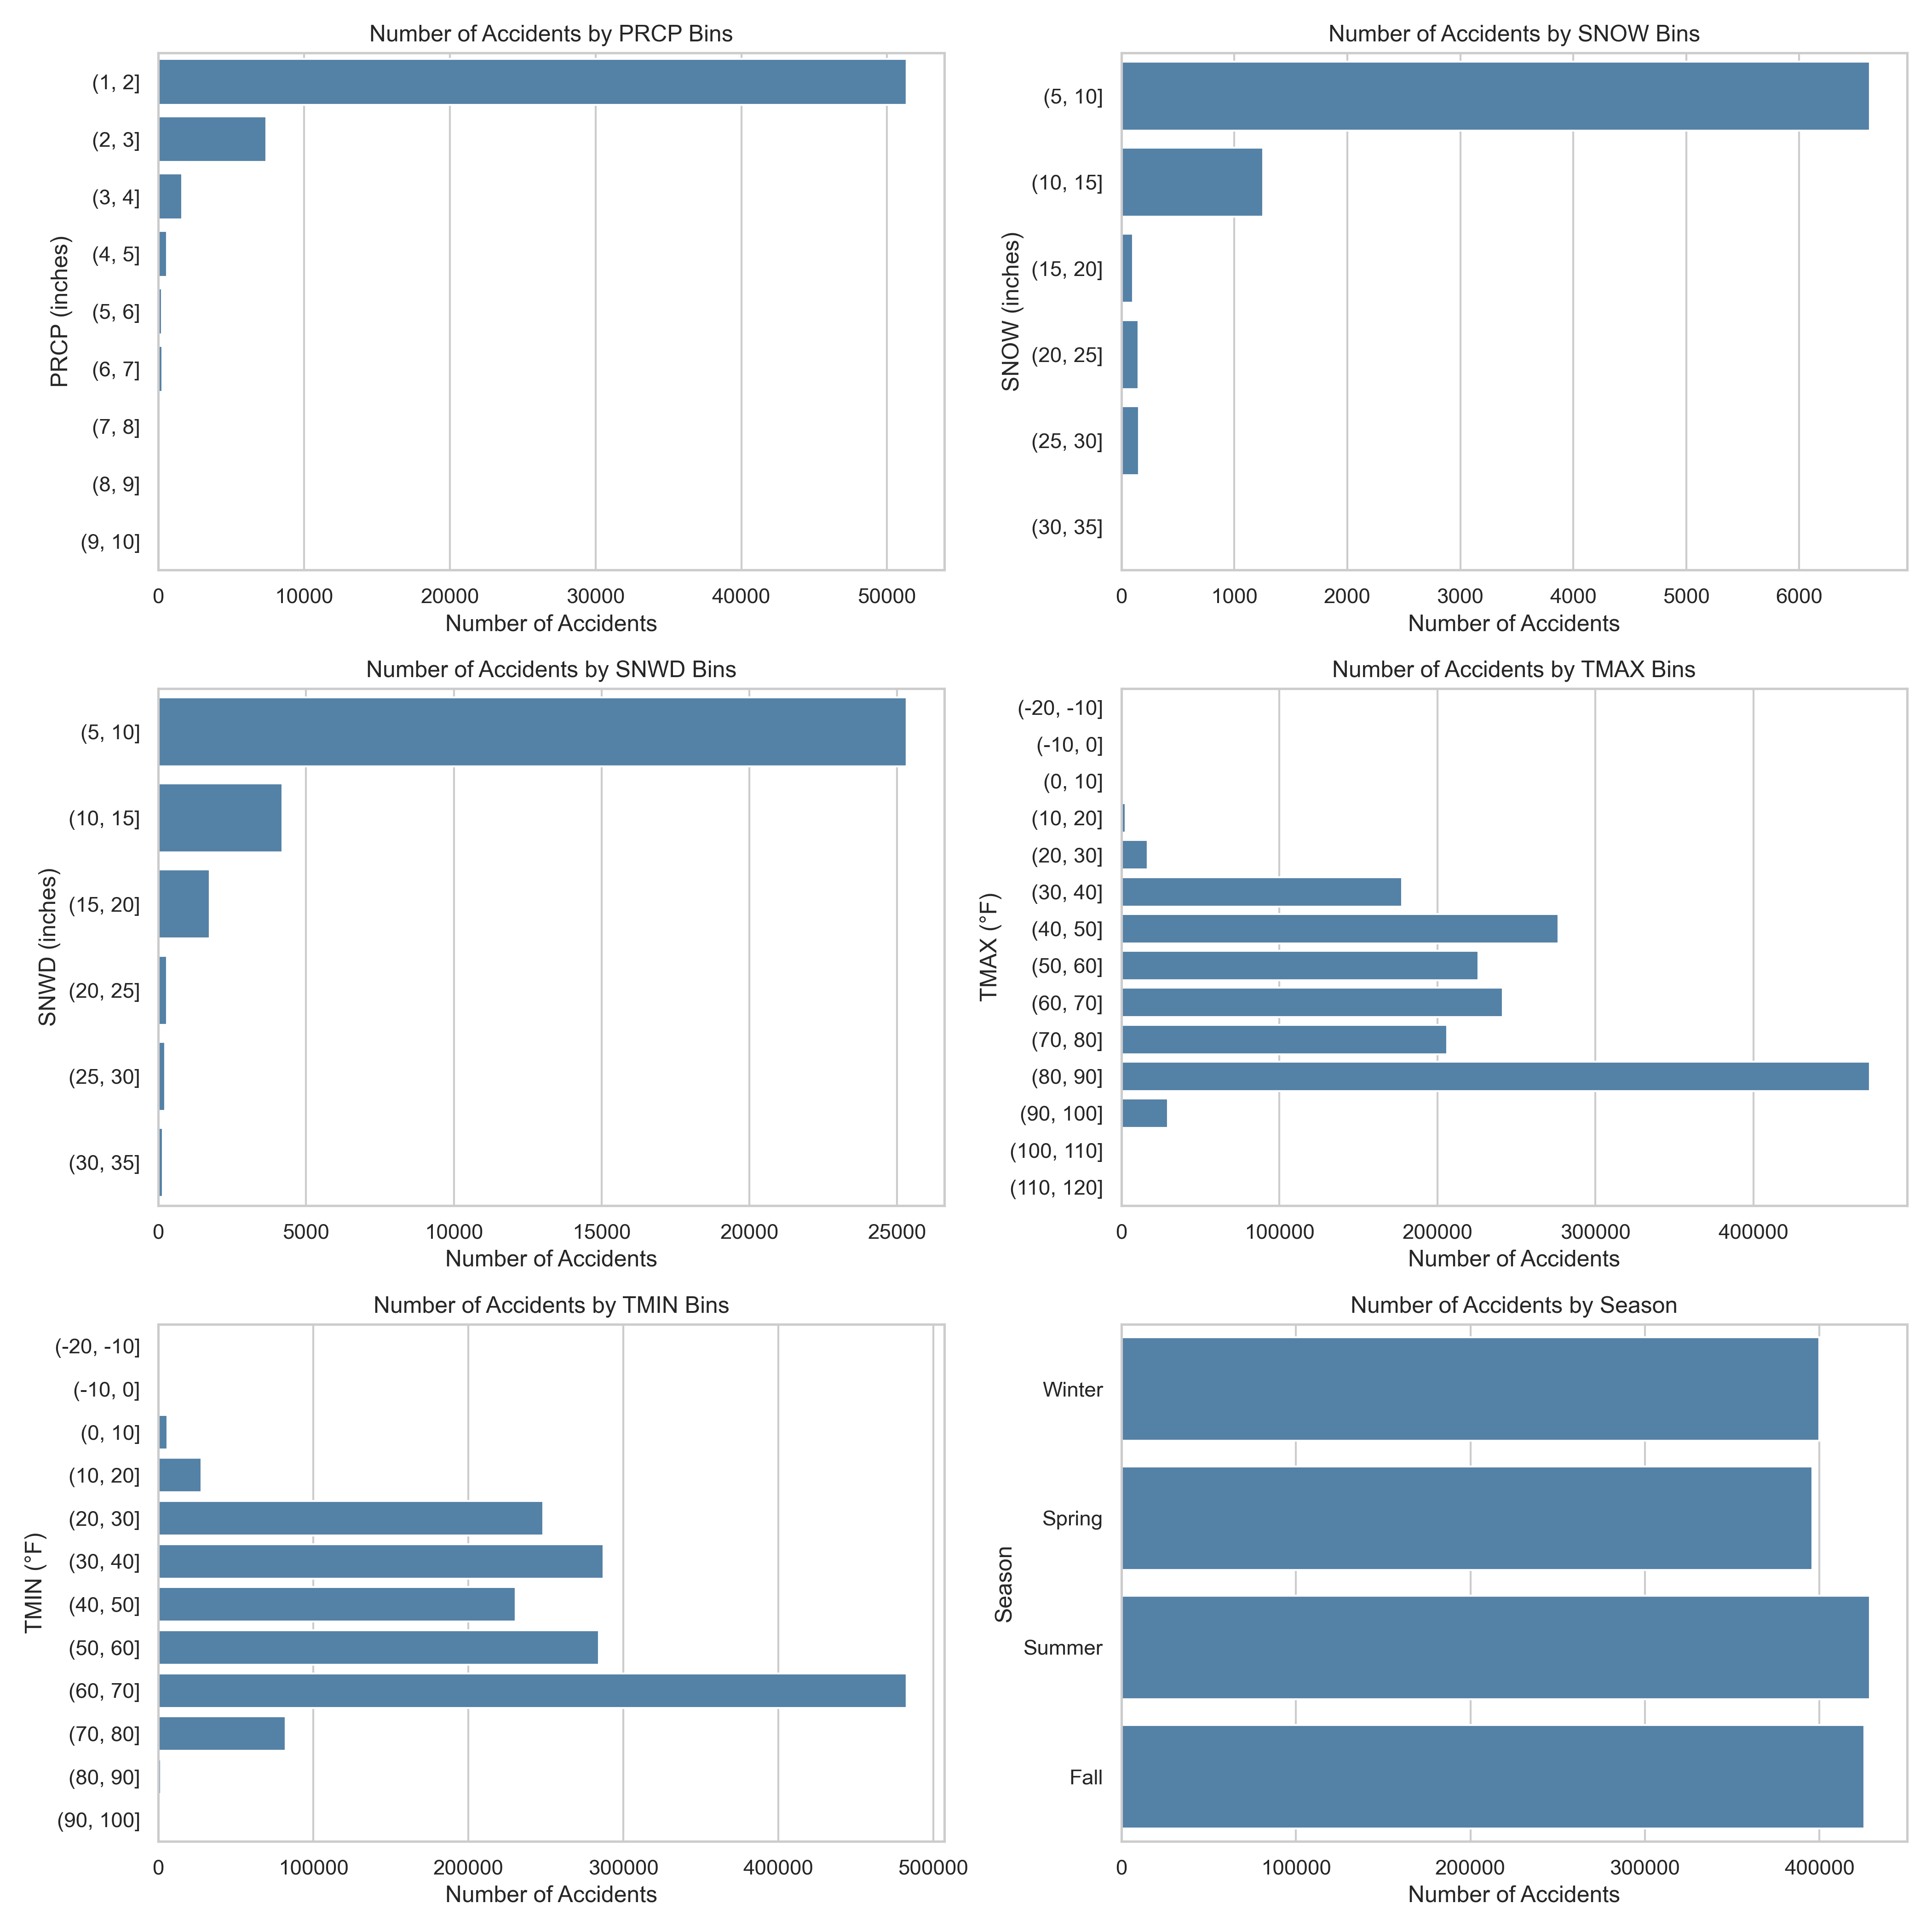 Number of Accidents by PRCP Bins
PRCP (inches)
(1, 2]
(2, 3]
(3, 4]
(4, 5]
(5, 6]
(6, 7]
(7, 8]
(8, 9]
(9, 10]
0 10000 20000 30000 40000 50000
Number of Accidents
Number of Accidents by SNOW Bins
SNOW (inches)
(5, 10]
(10, 15]
(15, 20]
(20, 25]
(25, 30]
(30, 35]
0 1000 2000 3000 4000 5000 6000
Number of Accidents
Number of Accidents by SNWD Bins
SNWD (inches)
(5, 10]
(10, 15]
(15, 20]
(20, 25]
(25, 30]
(30, 35]
0 5000 10000 15000 20000 25000
Number of Accidents
Number of Accidents by TMAX Bins
TMAX (°F)
(-20, -10]
(-10, 0]
(0, 10]
(10, 20]
(20, 30]
(30, 40]
(40, 50]
(50, 60]
(60, 70]
(70, 80]
(80, 90]
(90, 100]
(100, 110]
(110, 120]
0 100000 200000 300000 400000
Number of Accidents
Number of Accidents by TMIN Bins
TMIN (°F)
(-20, -10]
(-10, 0]
(0, 10]
(10, 20]
(20, 30]
(30, 40]
(40, 50]
(50, 60]
(60, 70]
(70, 80]
(80, 90]
(90, 100]
0 100000 200000 300000 400000 500000
Number of Accidents
Number of Accidents by Season
Season
Winter
Spring
Summer
Fall
0 100000 200000 300000 400000
Number of Accidents